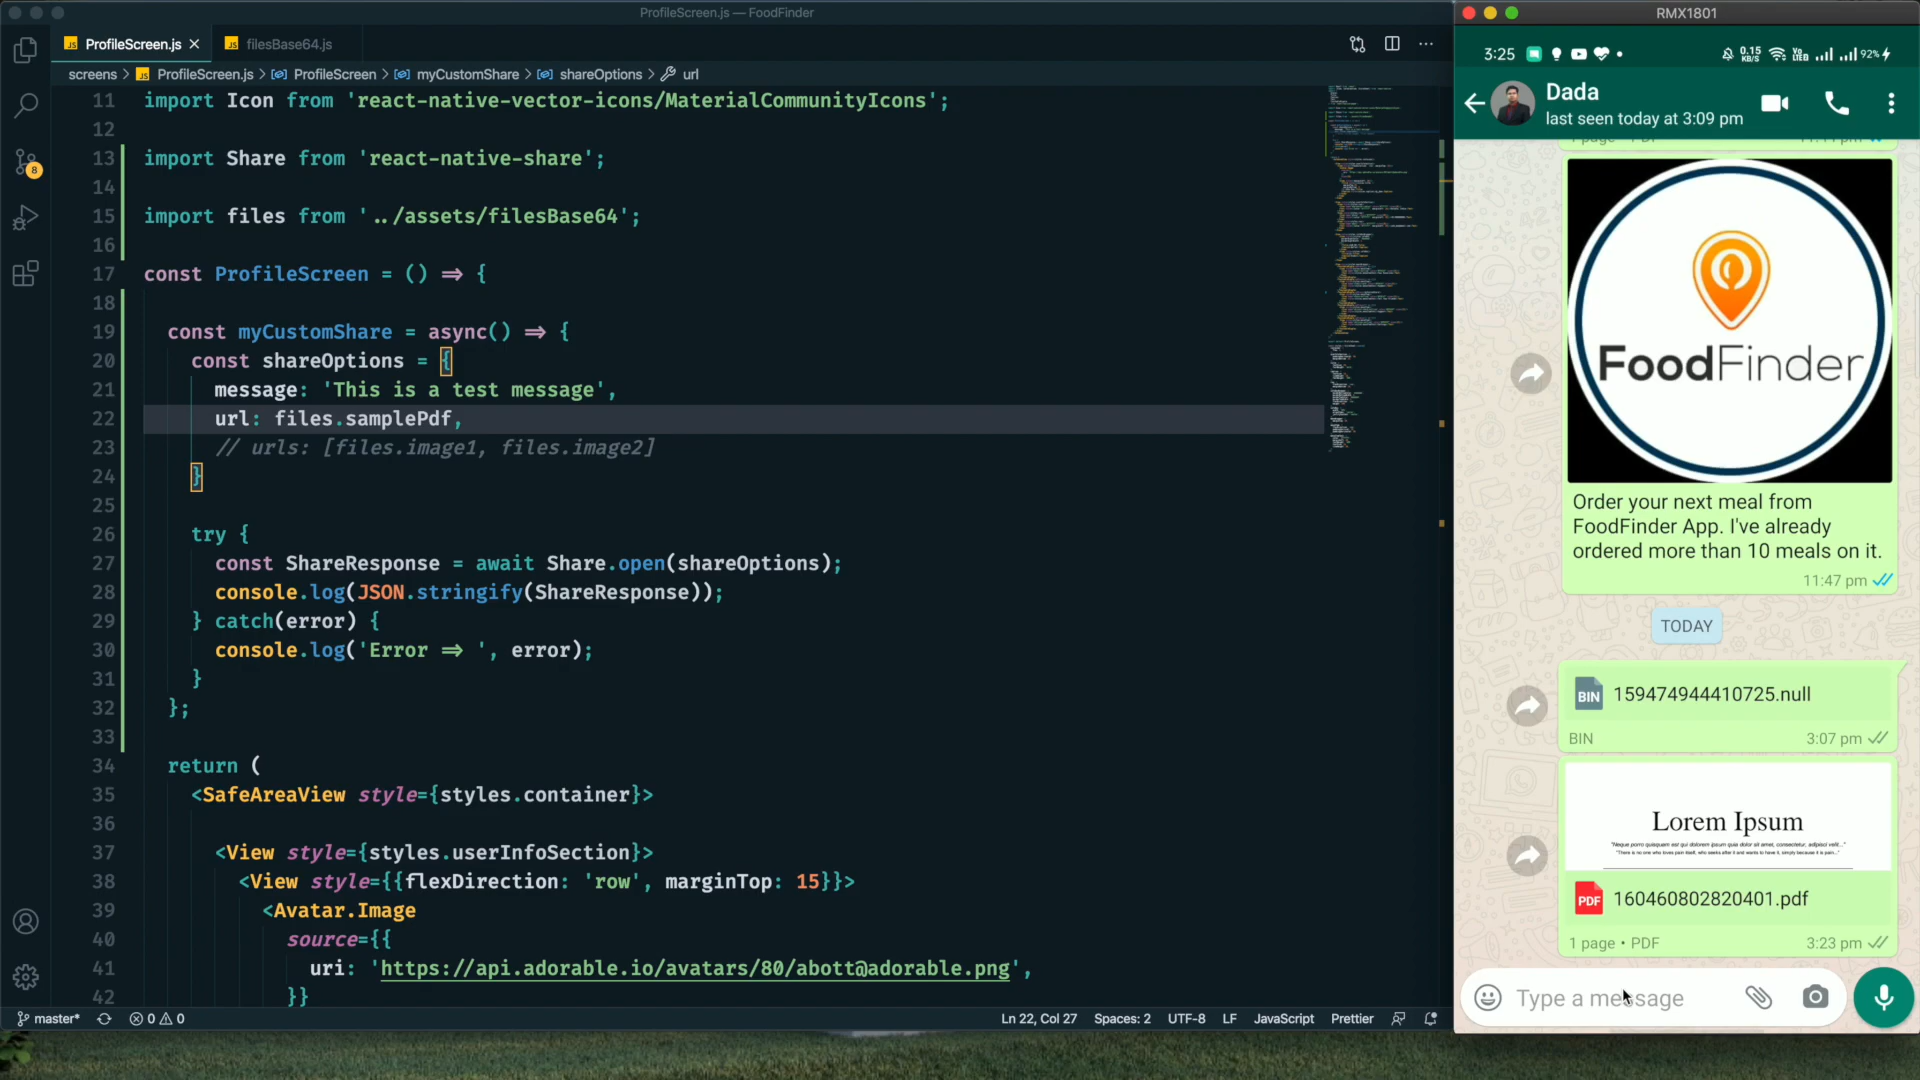 ProfileScreen.js — FoodFinder
JS ProfileScreen.js
JS filesBase64.js
screens > JS ProfileScreen.js > ProfileScreen > myCustomShare > shareOptions > url
11 import Icon from 'react-native-vector-icons/MaterialCommunityIcons';
12
13 import Share from 'react-native-share';
14
15 import files from '../assets/filesBase64';
16
17 const ProfileScreen = () => {
18
19 const myCustomShare = async() => {
20 const shareOptions = {
21 message: 'This is a test message',
22 url: files.samplePdf,
23 // urls: [files.image1, files.image2]
24 }
25
26 try {
27 const ShareResponse = await Share.open(shareOptions);
28 console.log(JSON.stringify(ShareResponse));
29 } catch(error) {
30 console.log('Error => ', error);
31 }
32 };
33
34 return (
35 <SafeAreaView style={styles.container}>
36
37 <View style={styles.userInfoSection}>
38 <View style={{flexDirection: 'row', marginTop: 15}}>
39 <Avatar.Image
40 source={{
41 uri: 'https://api.adorable.io/avatars/80/abott@adorable.png',
42 }}
8
master* 0 0
Ln 22, Col 27 Spaces: 2 UTF-8 LF JavaScript Prettier
RMX1801
3:25 0.15 KB/S 92%
Dada
last seen today at 3:09 pm
FoodFinder
Order your next meal from
FoodFinder App. I've already
ordered more than 10 meals on it.
11:47 pm
TODAY
BIN 159474944410725.null
BIN 3:07 pm
Lorem Ipsum
PDF 160460802820401.pdf
1 page • PDF 3:23 pm
Type a message